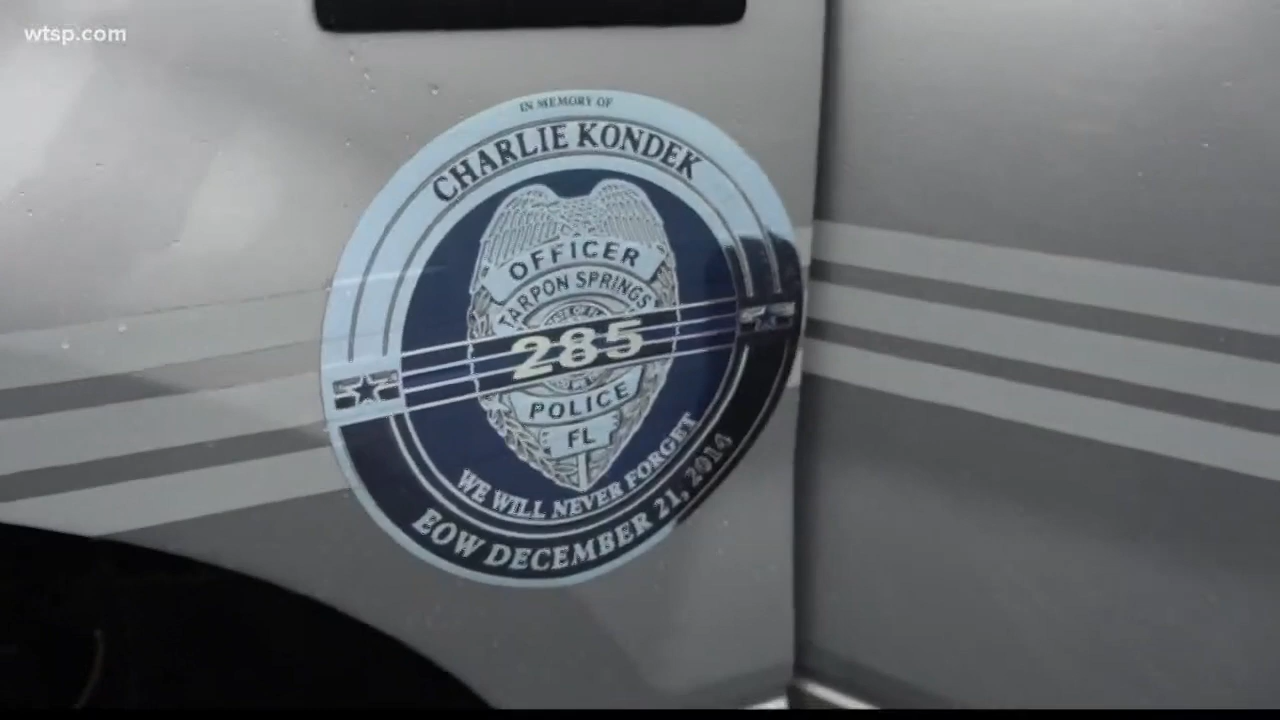 wtsp.com
IN MEMORY OF
CHARLIE KONDEK
OFFICER
TARPON SPRINGS
285
POLICE
FL
WE WILL NEVER FORGET
EOW DECEMBER 21, 2014